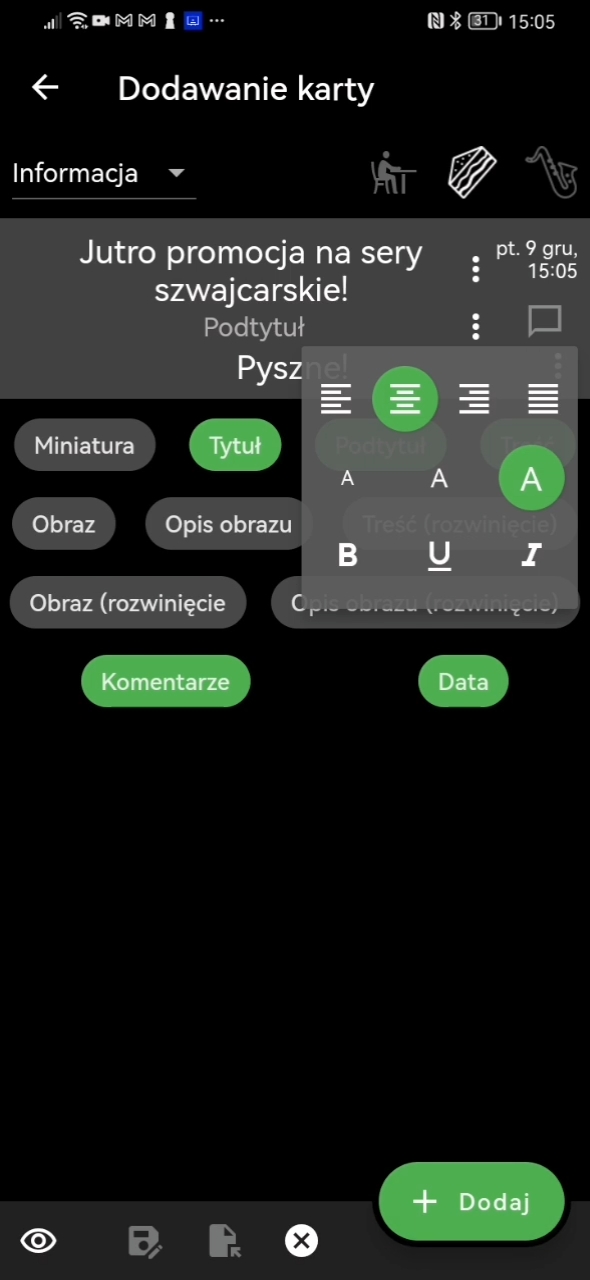 31 15:05
Dodawanie karty
Informacja
Jutro promocja na sery
szwajcarskie!
pt. 9 gru,
15:05
Podtytuł
Pyszne!
Miniatura Tytuł Podtytuł Treść
A A A
Obraz Opis obrazu Treść (rozwinięcie)
B U I
Obraz (rozwinięcie Opis obrazu (rozwinięcie)
Komentarze Data
+ Dodaj